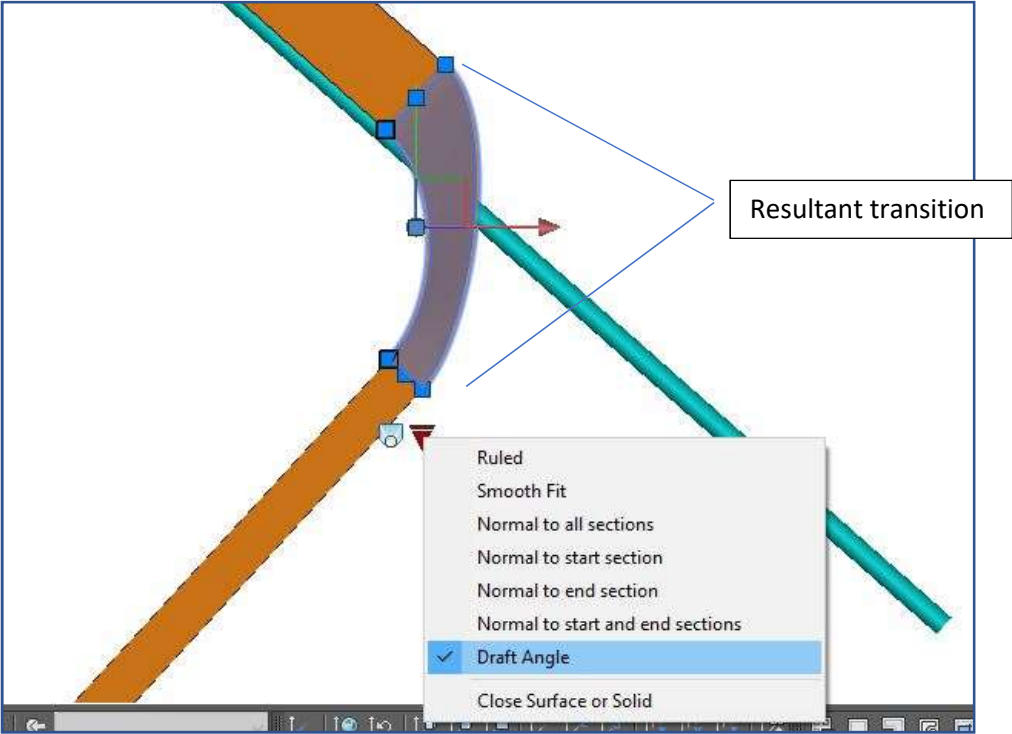 Resultant transition
Ruled
Smooth Fit
Normal to all sections
Normal to start section
Normal to end section
Normal to start and end sections
Draft Angle
Close Surface or Solid